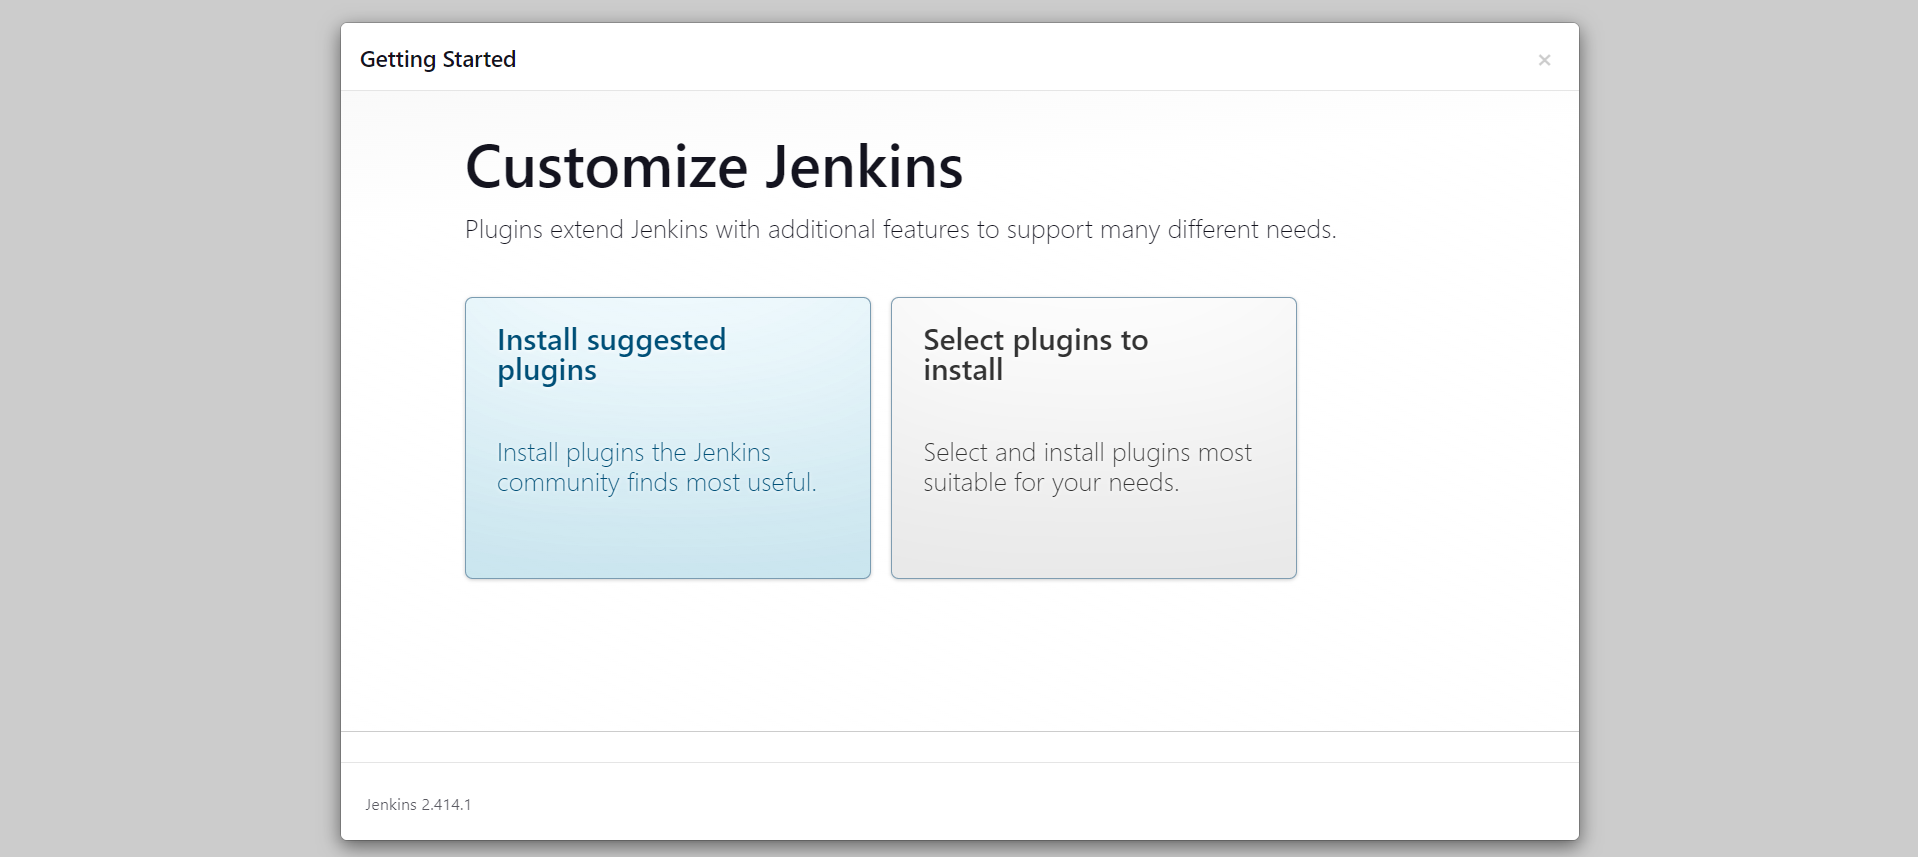 Getting Started
×
Customize Jenkins
Plugins extend Jenkins with additional features to support many different needs.
Install suggested
plugins
Install plugins the Jenkins
community finds most useful.
Select plugins to
install
Select and install plugins most
suitable for your needs.
Jenkins 2.414.1